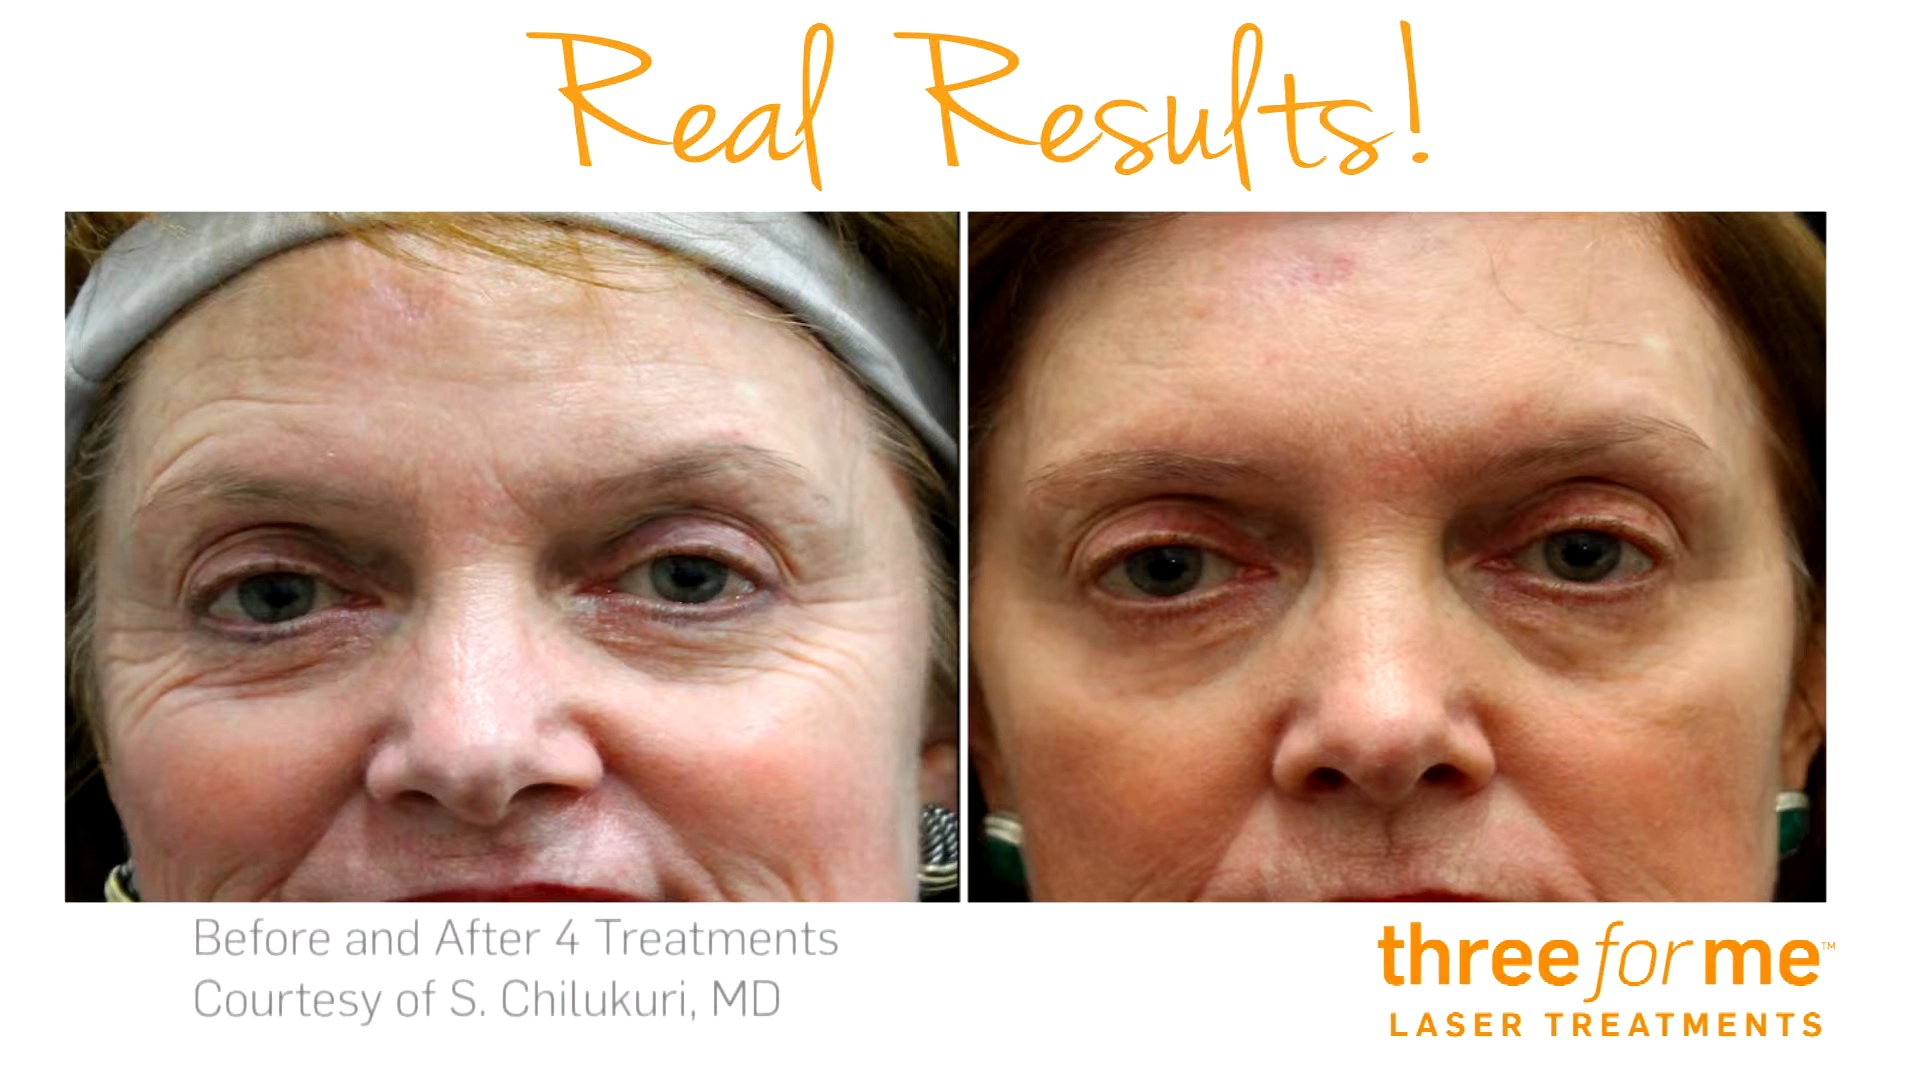 Real Results!
Before and After 4 Treatments
Courtesy of S. Chilukuri, MD
three for me™
LASER TREATMENTS